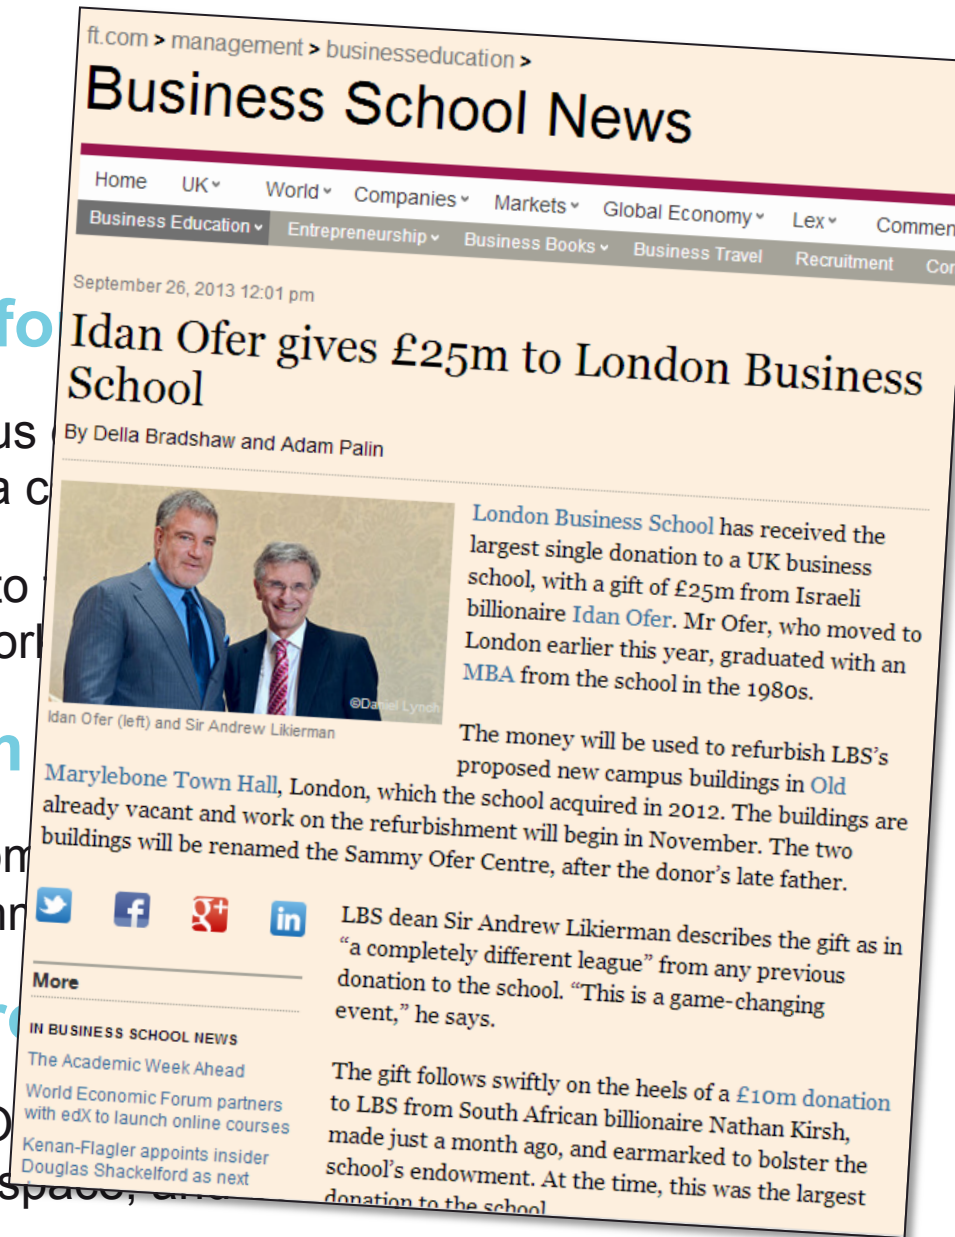 ft.com > management > businesseducation >
Business School News
Home UK World Companies Markets Global Economy Lex
Business Education Entrepreneurship Business Books Business Travel Recruitment
September 26, 2013 12:01 pm
Idan Ofer gives £25m to London Business
School
By Della Bradshaw and Adam Palin
©Daniel Lynch
Idan Ofer (left) and Sir Andrew Likierman
London Business School has received the
largest single donation to a UK business
school, with a gift of £25m from Israeli
billionaire Idan Ofer. Mr Ofer, who moved to
London earlier this year, graduated with an
MBA from the school in the 1980s.
The money will be used to refurbish LBS's
proposed new campus buildings in Old
Marylebone Town Hall, London, which the school acquired in 2012. The buildings are
already vacant and work on the refurbishment will begin in November. The two
buildings will be renamed the Sammy Ofer Centre, after the donor's late father.
LBS dean Sir Andrew Likierman describes the gift as in
“a completely different league” from any previous
donation to the school. “This is a game-changing
event,” he says.
The gift follows swiftly on the heels of a £10m donation
to LBS from South African billionaire Nathan Kirsh,
made just a month ago, and earmarked to bolster the
school's endowment. At the time, this was the largest
donation to the school
More
IN BUSINESS SCHOOL NEWS
The Academic Week Ahead
World Economic Forum partners
with edX to launch online courses
Kenan-Flagler appoints insider
Douglas Shackelford as next